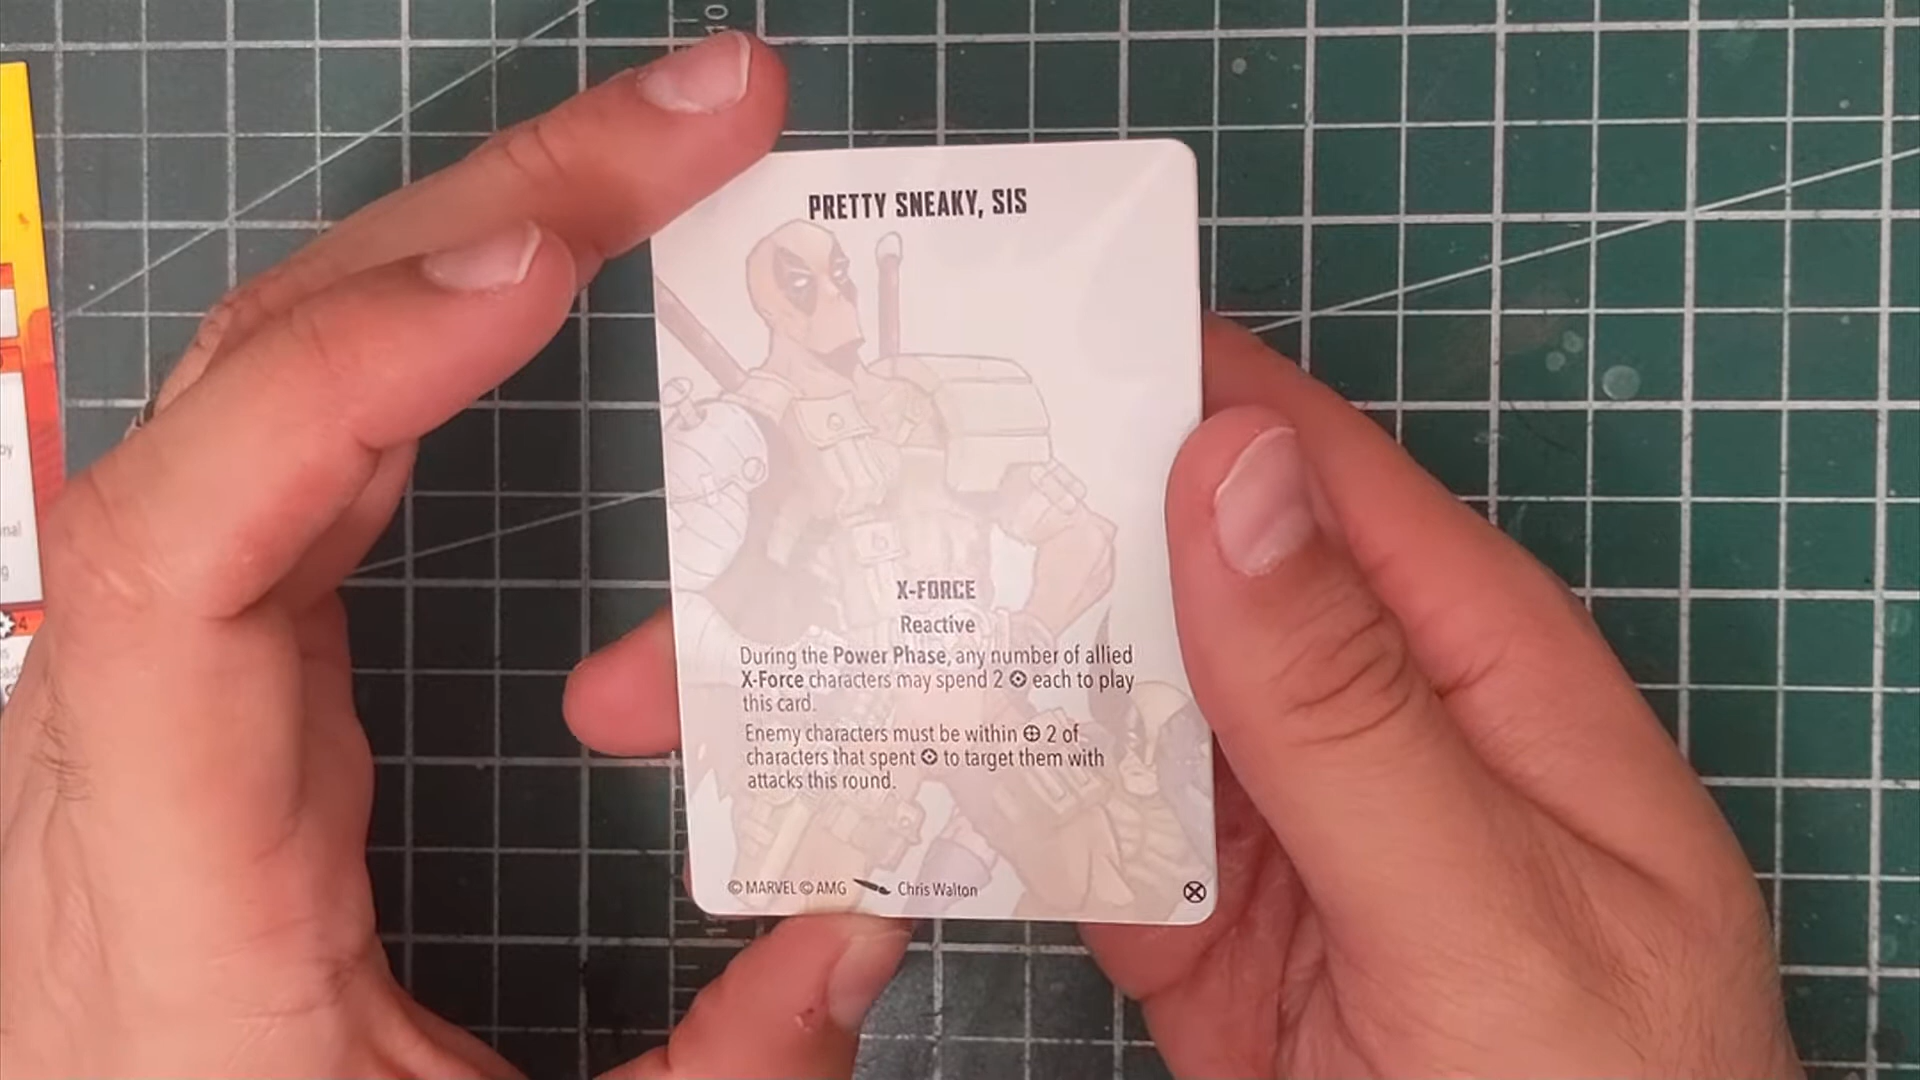 10
PRETTY SNEAKY, SIS
X-FORCE
Reactive
During the Power Phase, any number of allied
X-Force characters may spend 2 each to play
this card.
Enemy characters must be within 2 of
characters that spent to target them with
attacks this round.
© MARVEL © AMG Chris Walton
4